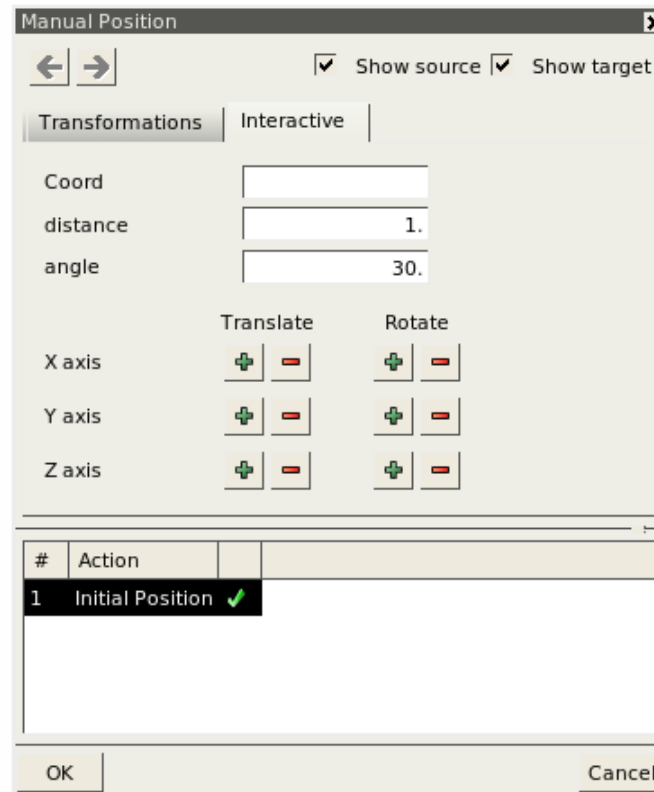 Manual Position
Show source Show target
Transformations Interactive
Coord
distance 1.
angle 30.
Translate Rotate
X axis
Y axis
Z axis
# Action
1 Initial Position
OK Cancel